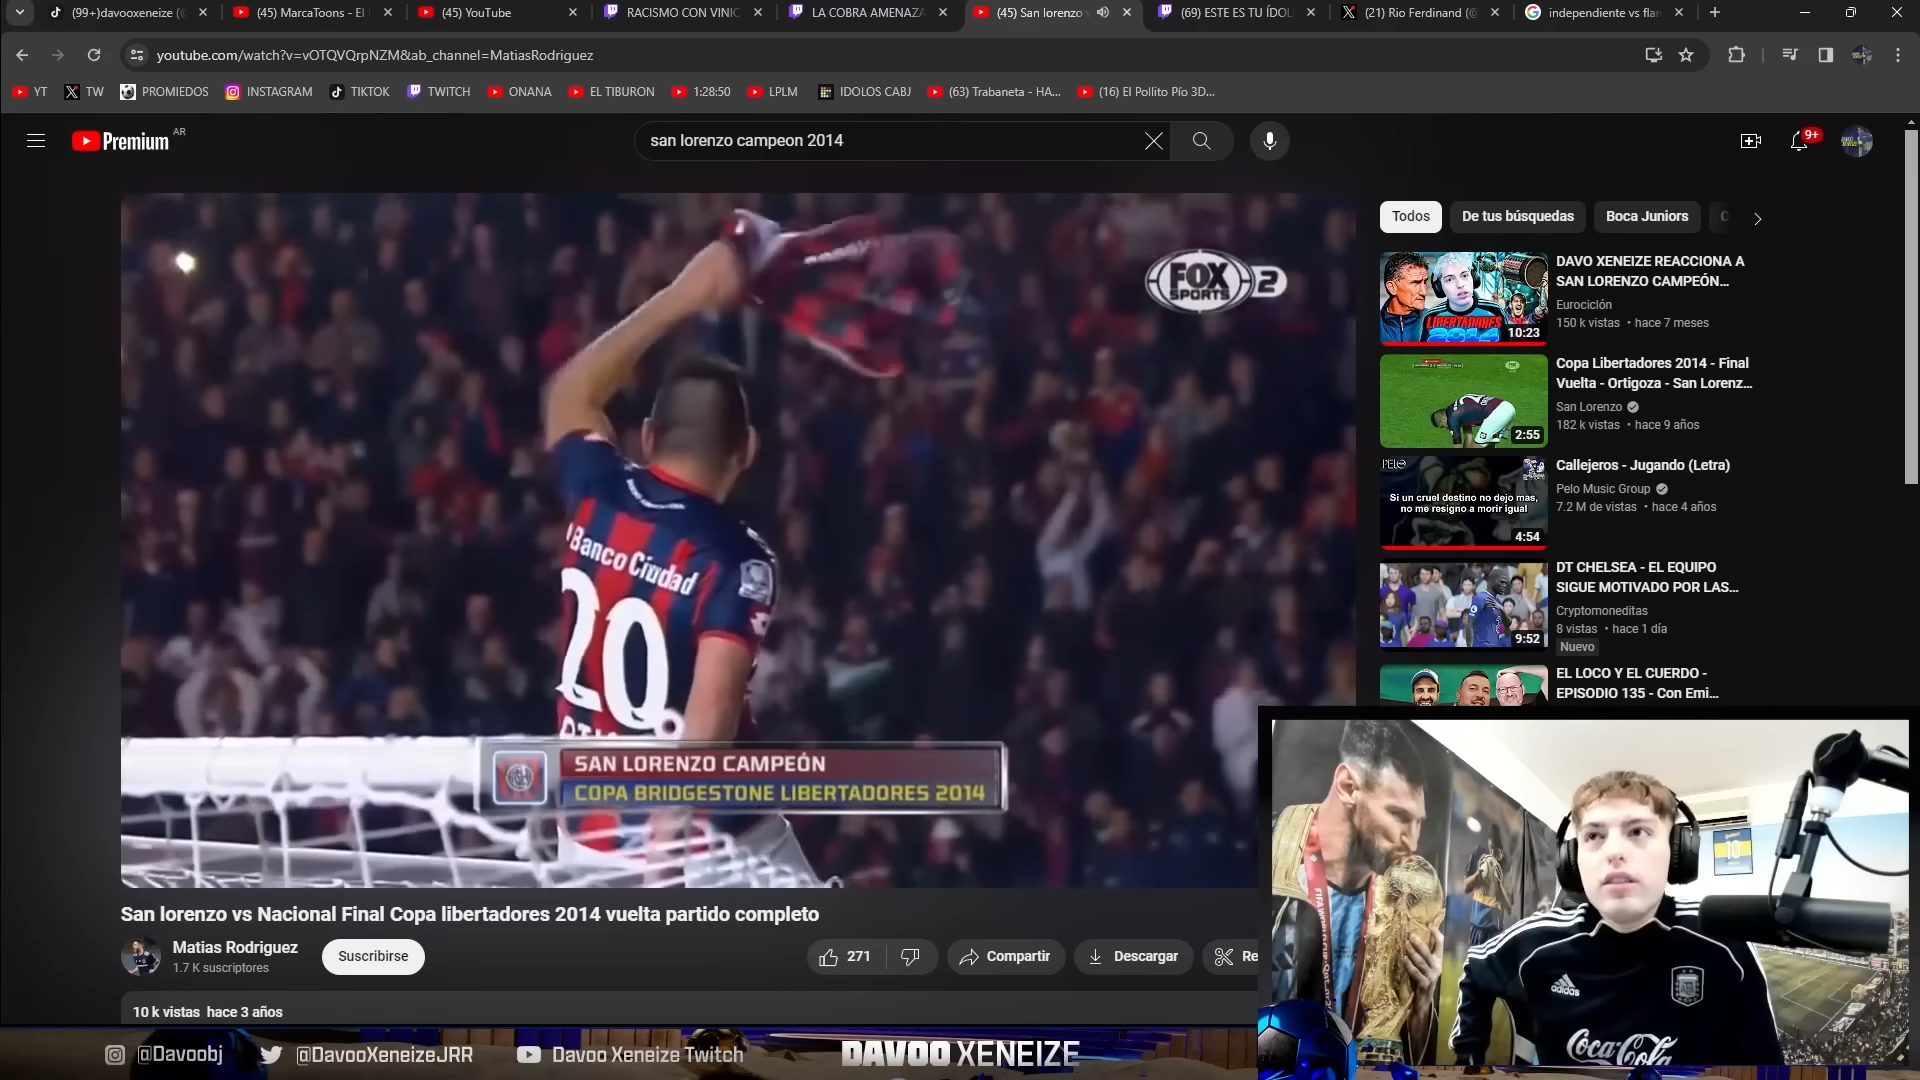 (99+)davooxeneize (@
(45) MarcaToons - El
(45) YouTube
RACISMO CON VINIC
LA COBRA AMENAZA
(45) San lorenzo
(69) ESTE ES TU ÍDOL
(21) Rio Ferdinand (@
independiente vs flan
youtube.com/watch?v=vOTQVQrpNZM&ab_channel=MatiasRodriguez
YT
TW
PROMIEDOS
INSTAGRAM
TIKTOK
TWITCH
ONANA
EL TIBURON
1:28:50
LPLM
IDOLOS CABJ
(63) Trabaneta - HA...
(16) El Pollito Pío 3D...
Premium AR
san lorenzo campeon 2014
9+
Todos
De tus búsquedas
Boca Juniors
FOX SPORTS 2
Banco Ciudad
20
SAN LORENZO CAMPEÓN
COPA BRIDGESTONE LIBERTADORES 2014
LIBERTADORES
10:23
DAVO XENEIZE REACCIONA A
SAN LORENZO CAMPEÓN...
Eurociclón
150 k vistas • hace 7 meses
2:55
Copa Libertadores 2014 - Final
Vuelta - Ortigoza - San Lorenz...
San Lorenzo
182 k vistas • hace 9 años
PELO
Si un cruel destino no dejo mas,
no me resigno a morir igual
4:54
Callejeros - Jugando (Letra)
Pelo Music Group
7.2 M de vistas • hace 4 años
9:52
DT CHELSEA - EL EQUIPO
SIGUE MOTIVADO POR LAS...
Cryptomoneditas
8 vistas • hace 1 día
Nuevo
EL LOCO Y EL CUERDO -
EPISODIO 135 - Con Emi...
San lorenzo vs Nacional Final Copa libertadores 2014 vuelta partido completo
Matias Rodriguez
1.7 K suscriptores
Suscribirse
271
Compartir
Descargar
Re
10 k vistas hace 3 años
10
adidas
Coca-Cola
@Davoobj
@DavooXeneizeJRR
Davoo Xeneize Twitch
DAVOO XENEIZE